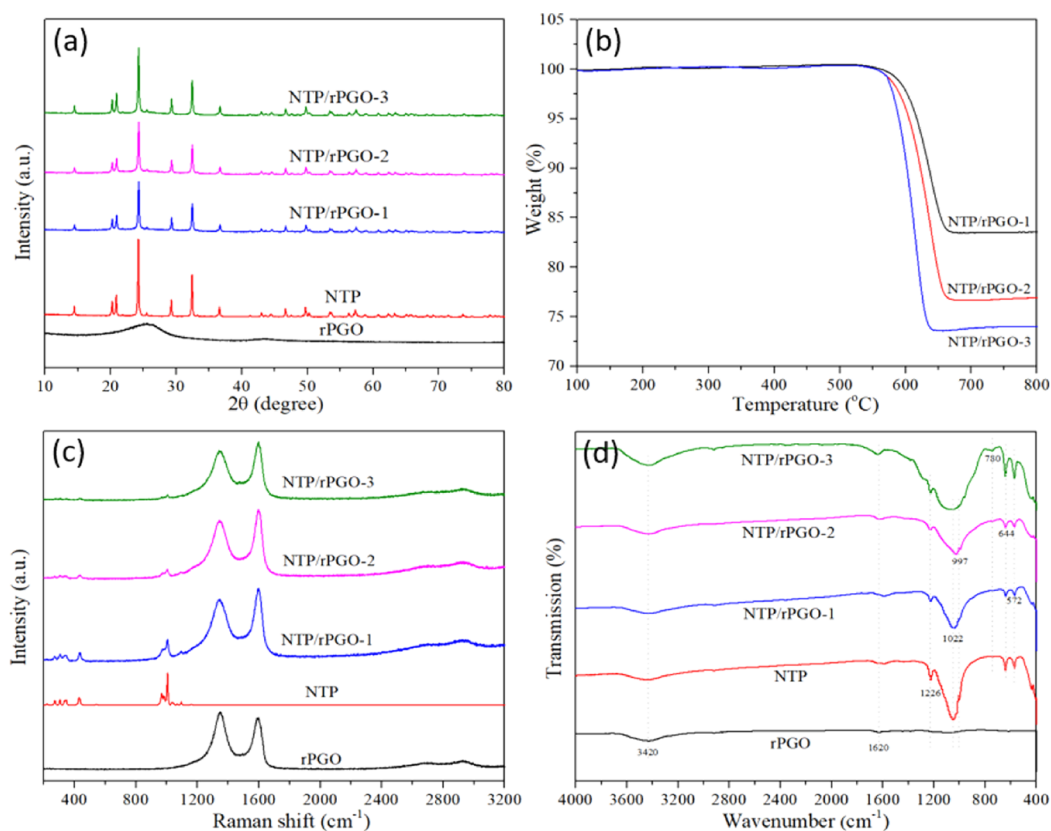 (a)
NTP/rPGO-3
NTP/rPGO-2
NTP/rPGO-1
NTP
rPGO
Intensity (a.u.)
10 20 30 40 50 60 70 80
2θ (degree)
(b)
100
95
90
85
80
75
70
Weight (%)
NTP/rPGO-1
NTP/rPGO-2
NTP/rPGO-3
100 200 300 400 500 600 700 800
Temperature (°C)
(c)
NTP/rPGO-3
NTP/rPGO-2
NTP/rPGO-1
NTP
rPGO
Intensity (a.u.)
400 800 1200 1600 2000 2400 2800 3200
Raman shift (cm⁻¹)
(d)
780
NTP/rPGO-3
NTP/rPGO-2
644
997
NTP/rPGO-1
572
1022
NTP
1226
rPGO
3420
1620
Transmission (%)
4000 3600 3200 2800 2400 2000 1600 1200 800 400
Wavenumber (cm⁻¹)